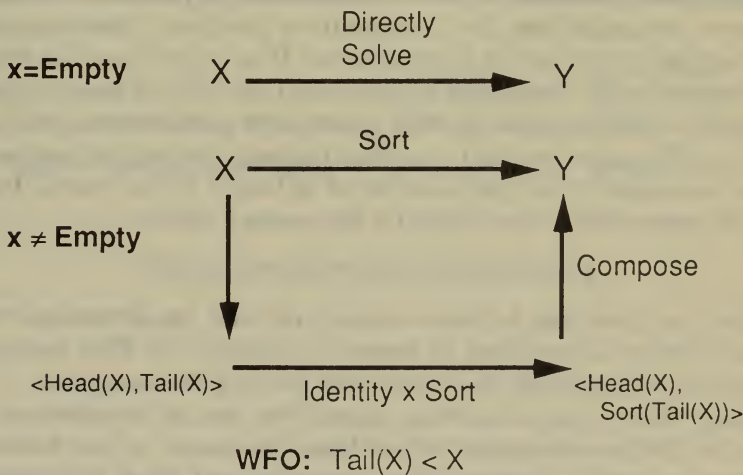 Directly
Solve
x=Empty
X
Y
Sort
X
Y
x ≠ Empty
Compose
<Head(X),Tail(X)>
Identity x Sort
<Head(X),
Sort(Tail(X))>
WFO: Tail(X) < X